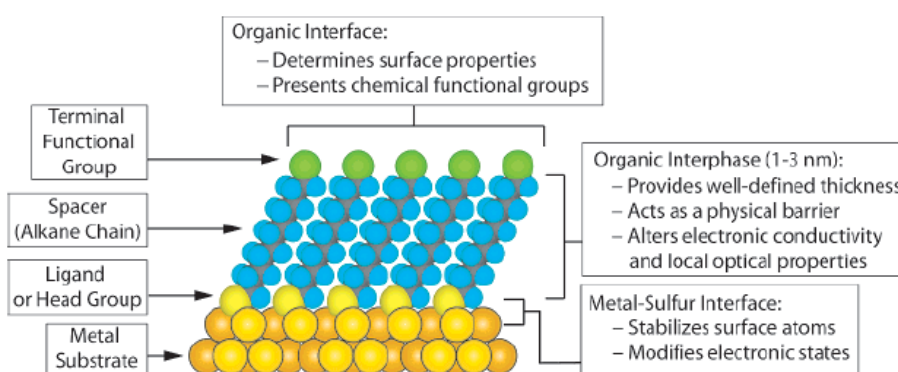 Organic Interface:
– Determines surface properties
– Presents chemical functional groups
Terminal
Functional
Group
Spacer
(Alkane Chain)
Ligand
or Head Group
Metal
Substrate
Organic Interphase (1-3 nm):
– Provides well-defined thickness
– Acts as a physical barrier
– Alters electronic conductivity
and local optical properties
Metal-Sulfur Interface:
– Stabilizes surface atoms
– Modifies electronic states